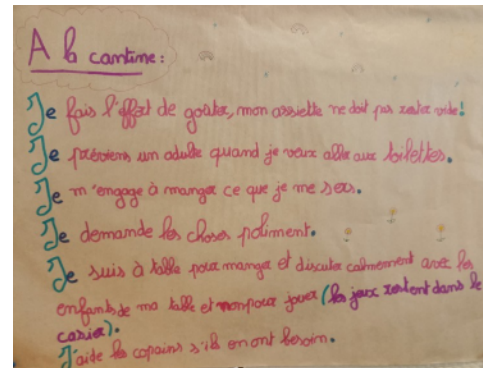 A la cantine :
Je fais l'effort de goûter, mon assiette ne doit pas rester vide !
Je préviens un adulte quand je veux aller aux toilettes.
Je m'engage à manger ce que je me sers.
Je demande les choses poliment.
Je suis à table pour manger et discuter calmement avec les
enfants de ma table et non pour jouer (les jeux restent dans le
casier).
J'aide les copains s'ils en ont besoin.